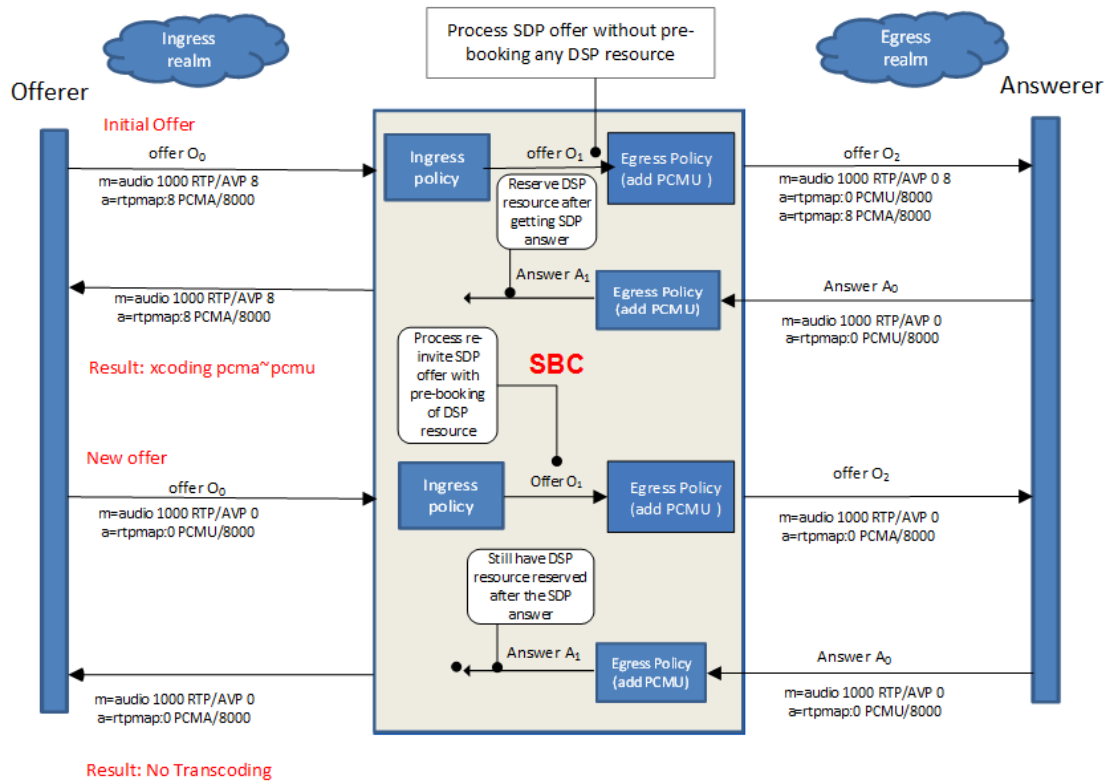 Ingress
realm
Process SDP offer without pre-
booking any DSP resource
Egress
realm
Offerer
Answerer
Initial Offer
offer O₀
m=audio 1000 RTP/AVP 8
a=rtpmap:8 PCMA/8000
Ingress
policy
offer O₁
Egress Policy
(add PCMU )
offer O₂
m=audio 1000 RTP/AVP 0 8
a=rtpmap:0 PCMU/8000
a=rtpmap:8 PCMA/8000
Reserve DSP
resource after
getting SDP
answer
Answer A₁
Egress Policy
(add PCMU)
Answer A₀
m=audio 1000 RTP/AVP 0
a=rtpmap:0 PCMU/8000
m=audio 1000 RTP/AVP 8
a=rtpmap:8 PCMA/8000
Result: xcoding pcma~pcmu
Process re-
invite SDP
offer with
pre-booking
of DSP
resource
SBC
New offer
offer O₀
m=audio 1000 RTP/AVP 0
a=rtpmap:0 PCMU/8000
Ingress
policy
Offer O₁
Egress Policy
(add PCMU )
offer O₂
m=audio 1000 RTP/AVP 0
a=rtpmap:0 PCMA/8000
Still have DSP
resource reserved
after the SDP
answer
Answer A₁
Egress Policy
(add PCMU)
Answer A₀
m=audio 1000 RTP/AVP 0
a=rtpmap:0 PCMU/8000
m=audio 1000 RTP/AVP 0
a=rtpmap:0 PCMA/8000
Result: No Transcoding